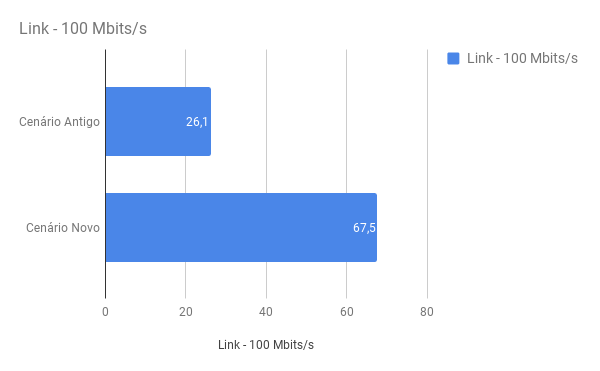 Link - 100 Mbits/s
Link - 100 Mbits/s
Cenário Antigo
26,1
Cenário Novo
67,5
0 20 40 60 80
Link - 100 Mbits/s